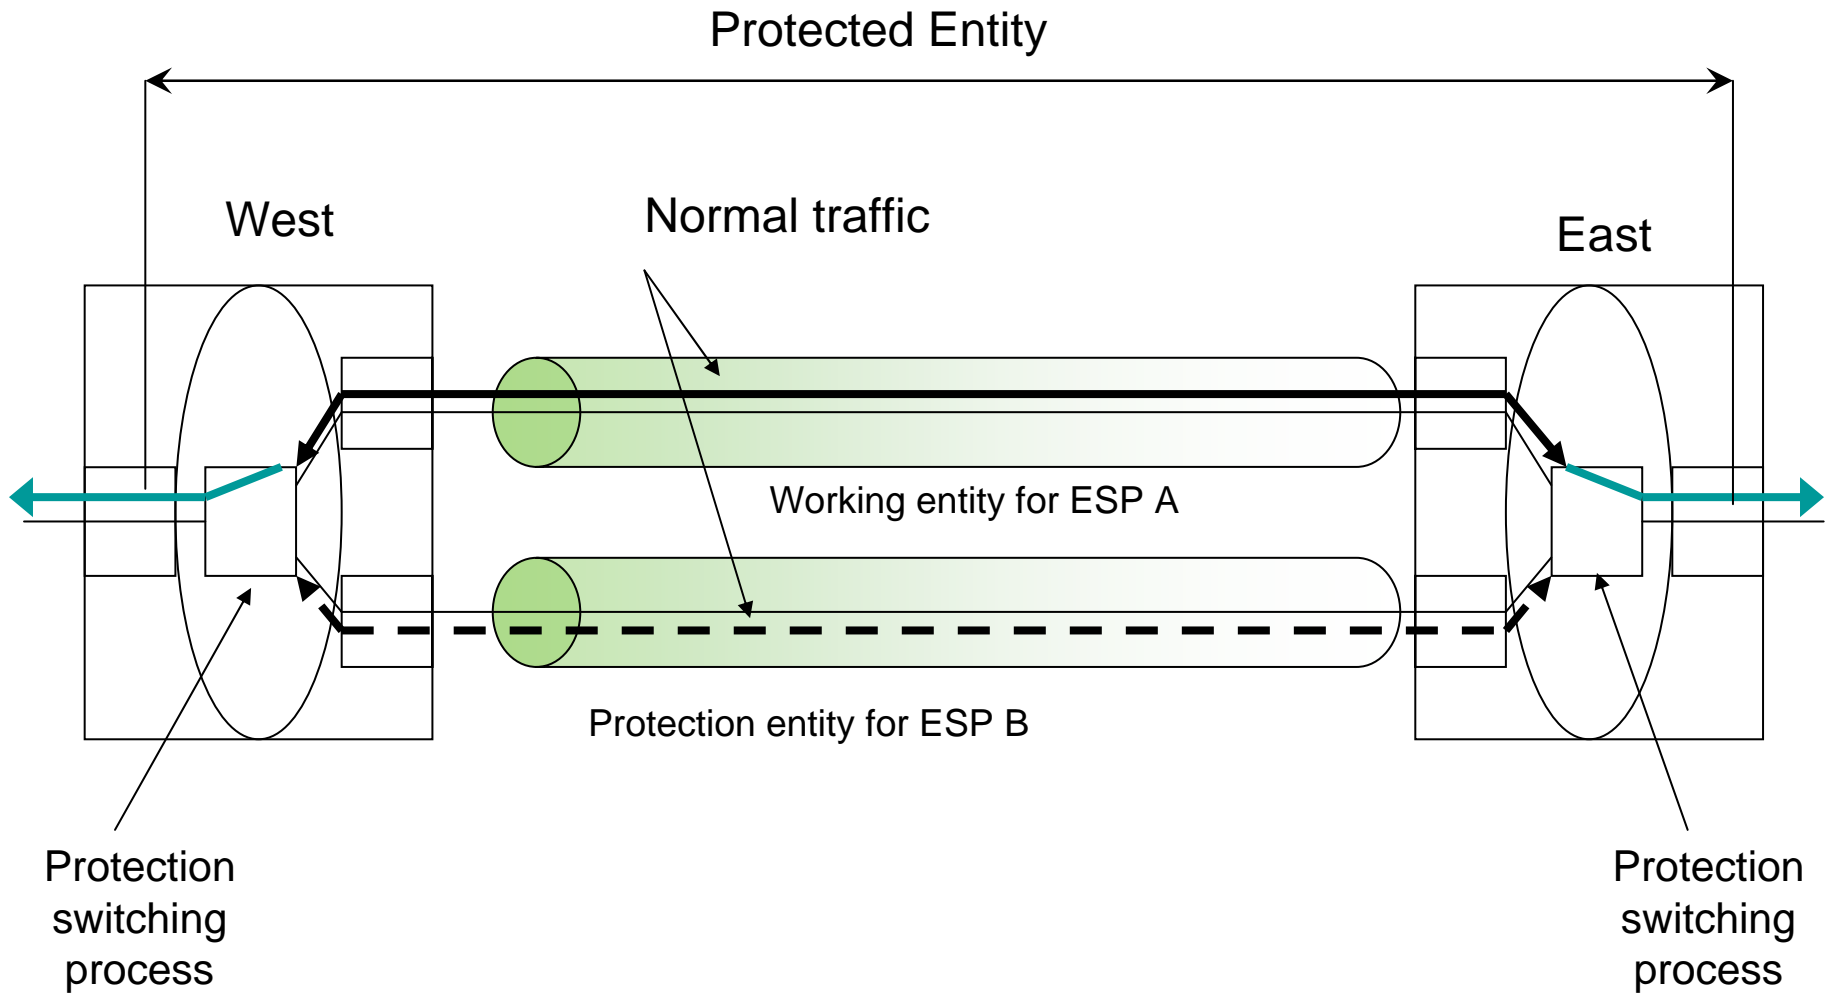 Protected Entity
West
Normal traffic
East
Working entity for ESP A
Protection entity for ESP B
Protection
switching
process
Protection
switching
process